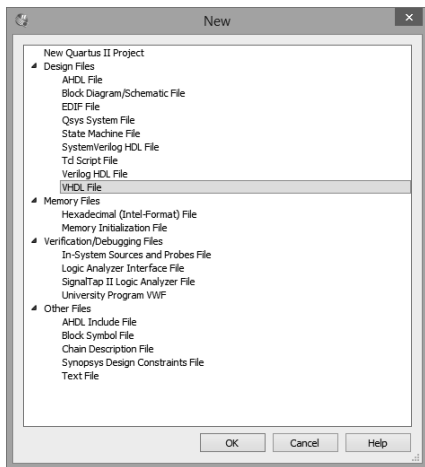 New
New Quartus II Project
Design Files
AHDL File
Block Diagram/Schematic File
EDIF File
Qsys System File
State Machine File
SystemVerilog HDL File
Tcl Script File
Verilog HDL File
VHDL File
Memory Files
Hexadecimal (Intel-Format) File
Memory Initialization File
Verification/Debugging Files
In-System Sources and Probes File
Logic Analyzer Interface File
SignalTap II Logic Analyzer File
University Program VWF
Other Files
AHDL Include File
Block Symbol File
Chain Description File
Synopsys Design Constraints File
Text File
OK Cancel Help